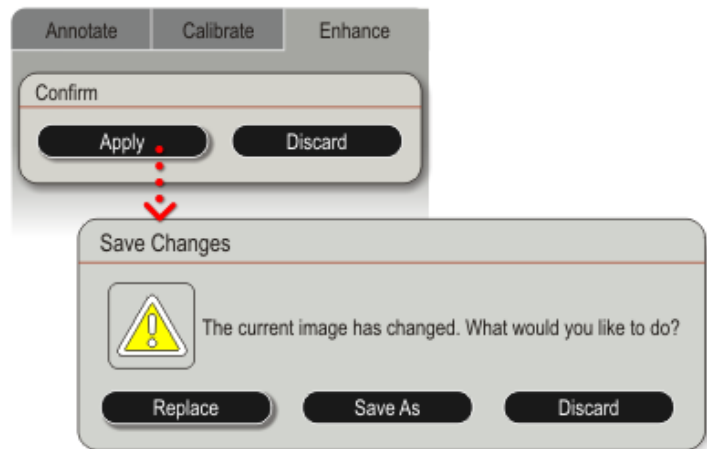 Annotate Calibrate Enhance
Confirm
Apply Discard
Save Changes
The current image has changed. What would you like to do?
Replace Save As Discard